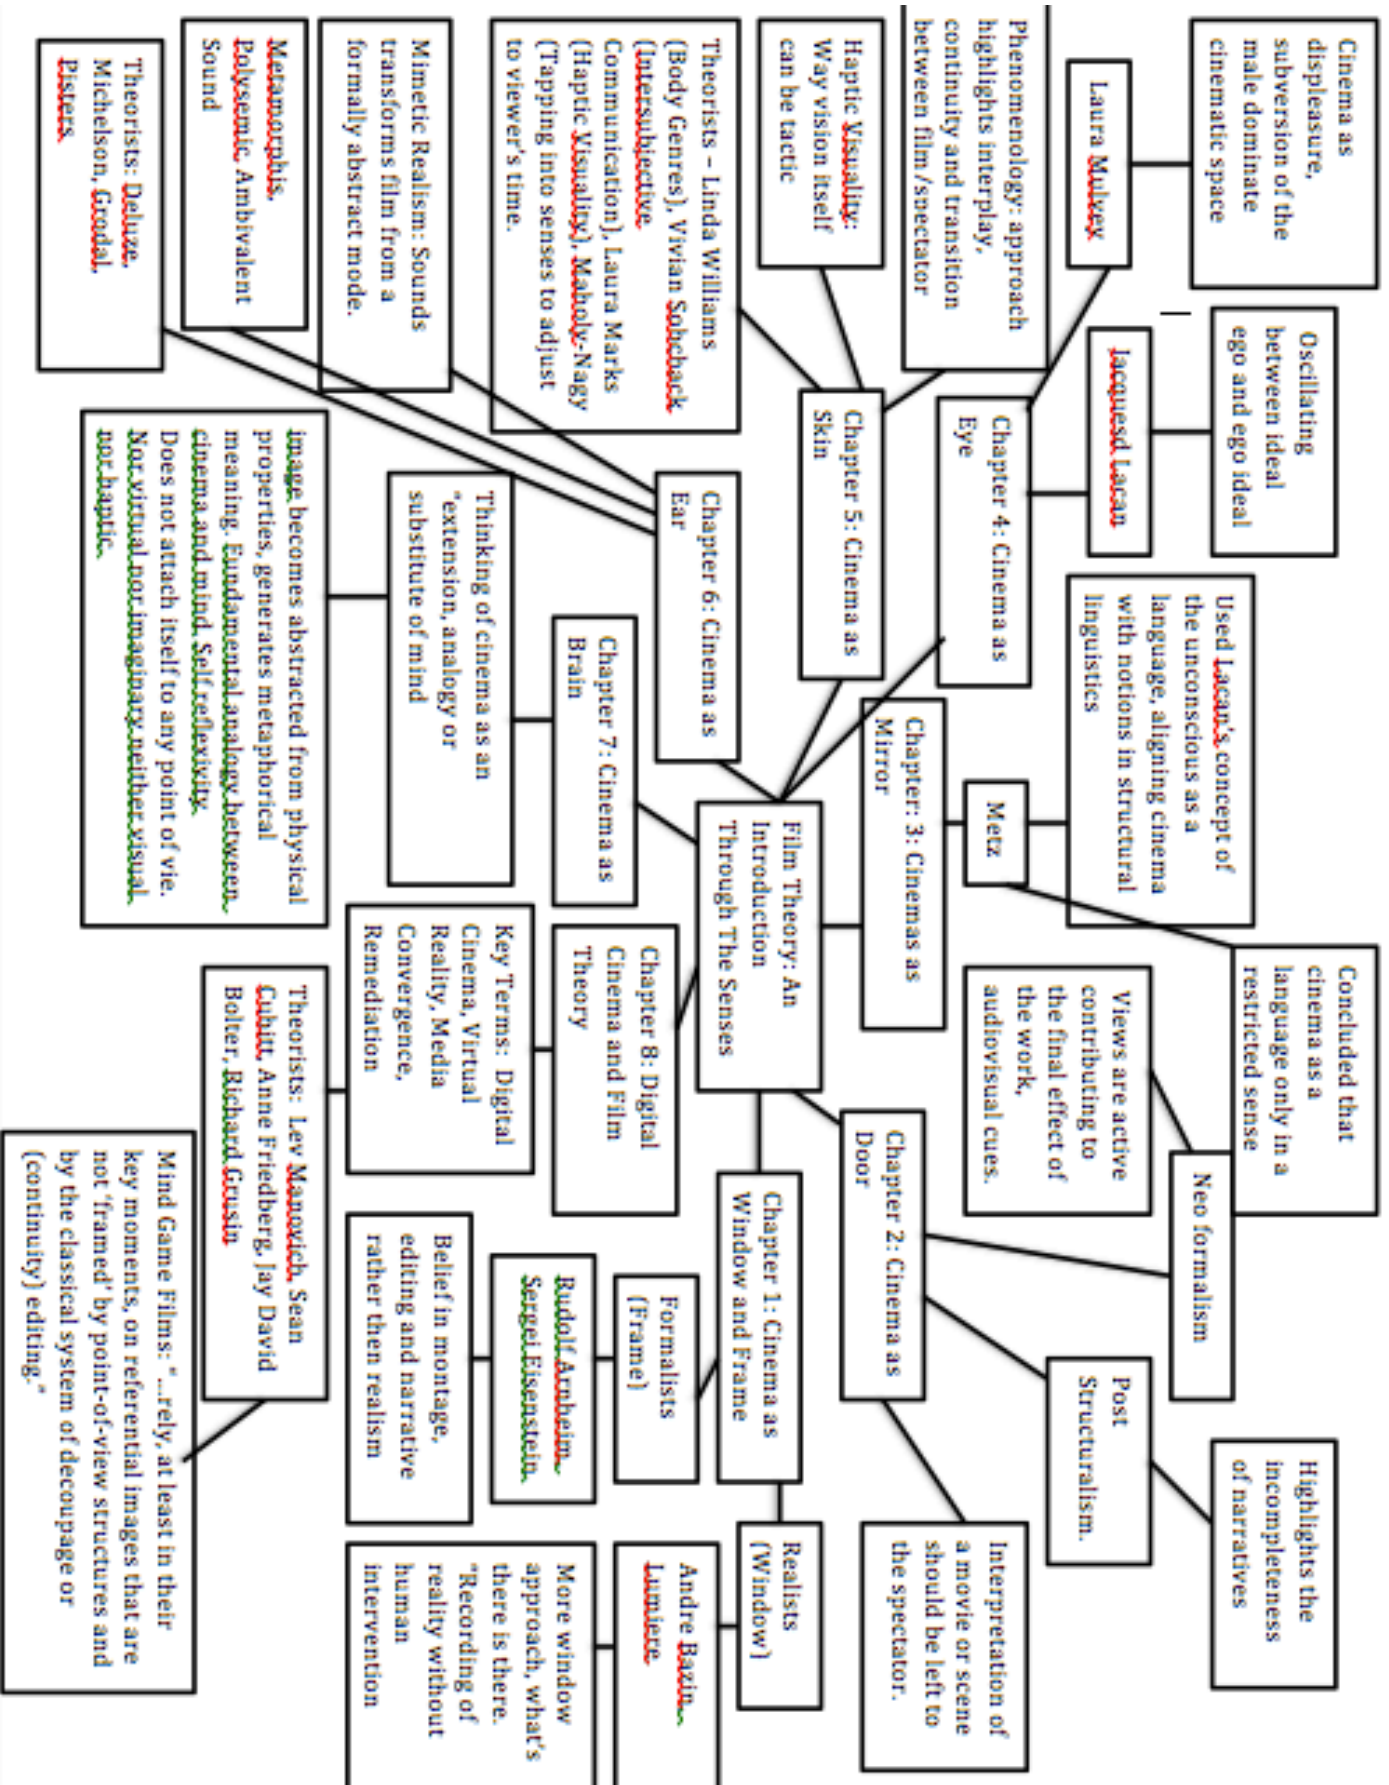 Cinema as
displeasure,
subversion of the
male dominate
cinematic space
Laura Mulvey
Oscillating
between ideal
ego and ego ideal
Jacquesd Lacan
Used Lacan's concept of
the unconscious as a
language, aligning cinema
with notions in structural
linguistics
Metz
Concluded that
cinema as a
language only in a
restricted sense
Views are active
contributing to
the final effect of
the work,
audiovisual cues.
Neo formalism
Post
Structuralism.
Highlights the
incompleteness
of narratives
Phenomenology: approach
highlights interplay,
continuity and transition
between film /spectator
Haptic Visuality:
Way vision itself
can be tactic
Chapter 4: Cinema as
Eye
Chapter 5: Cinema as
Skin
Chapter: 3: Cinemas as
Mirror
Chapter 2: Cinema as
Door
Interpretation of
a movie or scene
should be left to
the spectator.
Theorists – Linda Williams
(Body Genres), Vivian Sobchack
(Intersubjective
Communication), Laura Marks
(Haptic Visuality), Maholy-Nagy
(Tapping into senses to adjust
to viewer's time.
Chapter 6: Cinema as
Ear
Film Theory: An
Introduction
Through The Senses
Chapter 1: Cinema as
Window and Frame
Realists
(Window)
Chapter 7: Cinema as
Brain
Chapter 8: Digital
Cinema and Film
Theory
Formalists
(Frame)
Andre Bazin,
Lumiere
Mimetic Realism: Sounds
transforms film from a
formally abstract mode.
Thinking of cinema as an
"extension, analogy or
substitute of mind
Key Terms: Digital
Cinema, Virtual
Reality, Media
Convergence,
Remediation
Rudolf Arnheim,
Sergei Eisenstein
Belief in montage,
editing and narrative
rather then realism
More window
approach, what's
there is there.
"Recording of
reality without
human
intervention
Metamorphis,
Polysemic, Ambivalent
Sound
Theorists: Deluze,
Michelson, Grodal,
Pisters
image becomes abstracted from physical
properties, generates metaphorical
meaning. Fundamental analogy between
cinema and mind. Self reflexivity.
Does not attach itself to any point of vie.
Nor virtual nor imaginary neither visual
nor haptic.
Theorists: Lev Manovich, Sean
Cubitt, Anne Friedberg, Jay David
Bolter, Richard Grusin
Mind Game Films: "...rely, at least in their
key moments, on referential images that are
not 'framed' by point-of-view structures and
by the classical system of decoupage or
(continuity) editing."